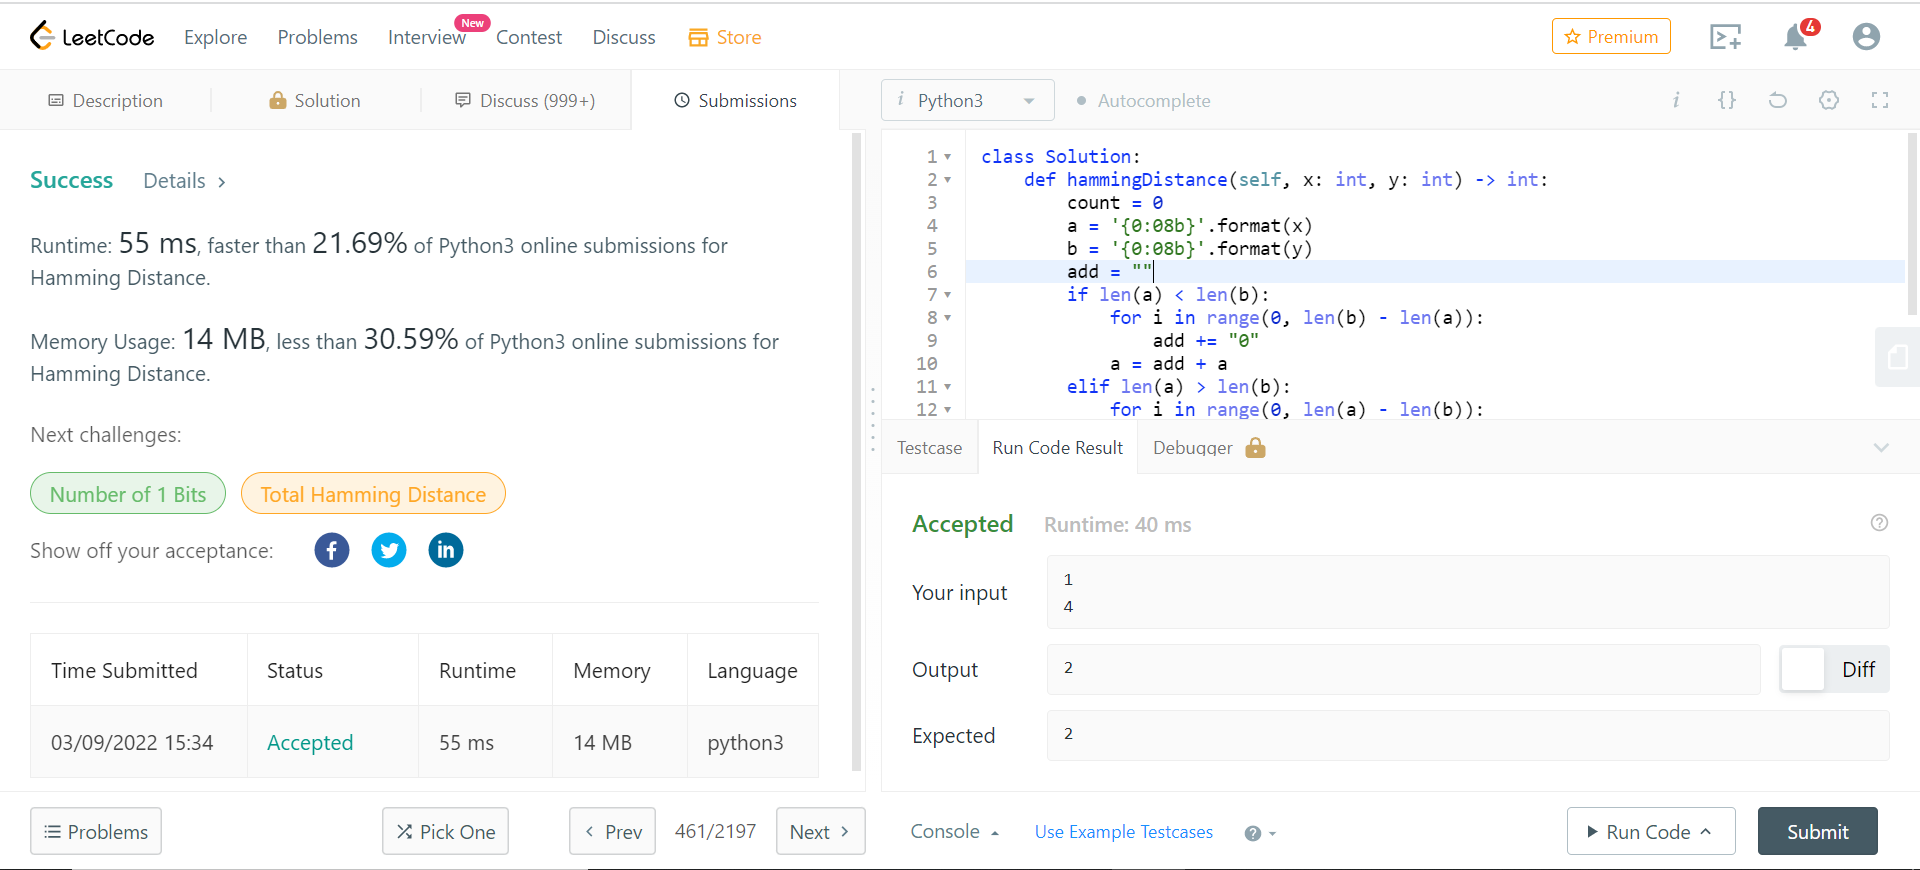 LeetCode Explore Problems Interview New Contest Discuss Store Premium 4
Description Solution Discuss (999+) Submissions
Success Details >
Runtime: 55 ms, faster than 21.69% of Python3 online submissions for
Hamming Distance.
Memory Usage: 14 MB, less than 30.59% of Python3 online submissions for
Hamming Distance.
Next challenges:
Number of 1 Bits Total Hamming Distance
Show off your acceptance:
Time Submitted Status Runtime Memory Language
03/09/2022 15:34 Accepted 55 ms 14 MB python3
Problems Pick One < Prev 461/2197 Next >
i Python3 Autocomplete i {}
1 class Solution:
2 def hammingDistance(self, x: int, y: int) -> int:
3 count = 0
4 a = '{0:08b}'.format(x)
5 b = '{0:08b}'.format(y)
6 add = ""
7 if len(a) < len(b):
8 for i in range(0, len(b) - len(a)):
9 add += "0"
10 a = add + a
11 elif len(a) > len(b):
12 for i in range(0, len(a) - len(b)):
Testcase Run Code Result Debugger
Accepted Runtime: 40 ms
Your input
1
4
Output 2 Diff
Expected 2
Console Use Example Testcases Run Code Submit